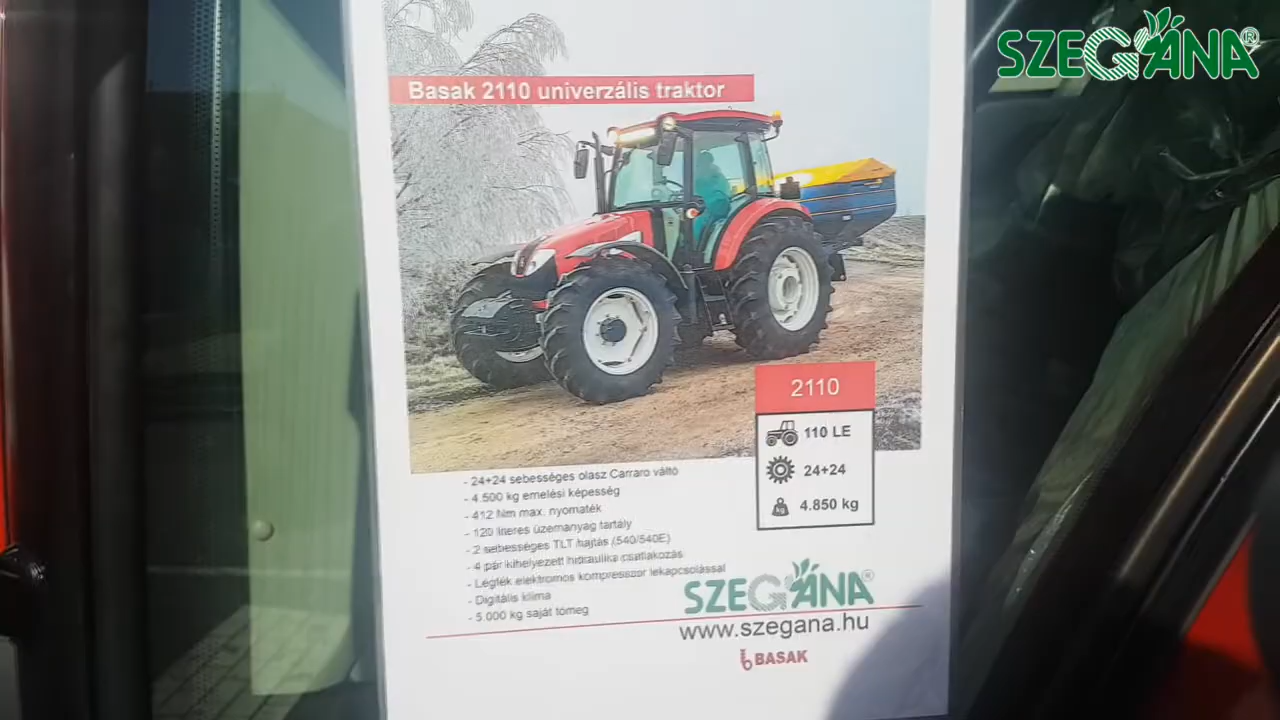 SZEGÁNA®
Basak 2110 univerzális traktor
2110
110 LE
24+24
kg
4.850 kg
- 24+24 sebességes olasz Carraro váltó
- 4.500 kg emelési képesség
- 412 Nm max. nyomaték
- 120 literes üzemanyag tartály
- 2 sebességes TLT hajtás (540/540E)
- 4 pár kihelyezett hidraulika csatlakozás
- Légfék elektromos kompresszor lekapcsolással
- Digitális klíma
- 5.000 kg saját tömeg
SZEGÁNA®
www.szegana.hu
BASAK